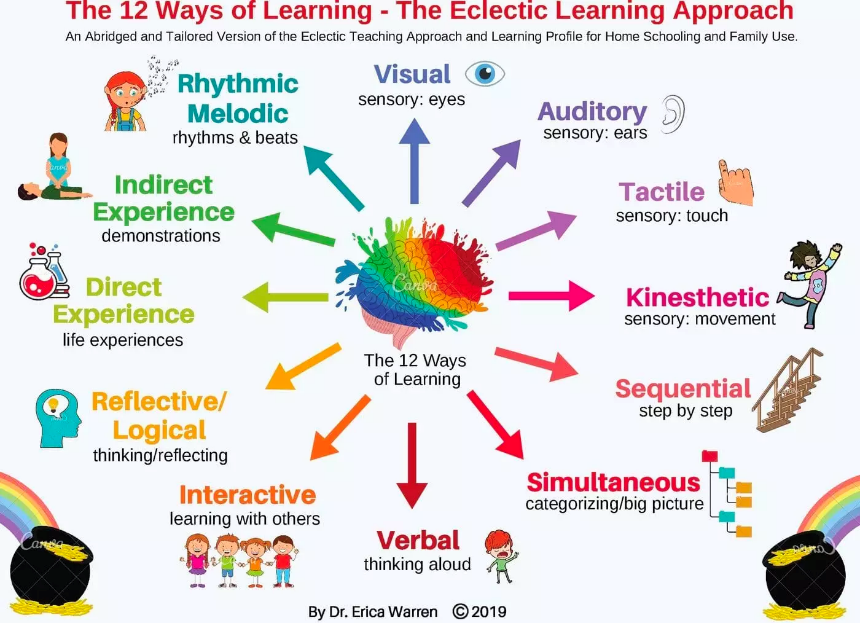 The 12 Ways of Learning - The Eclectic Learning Approach
An Abridged and Tailored Version of the Eclectic Teaching Approach and Learning Profile for Home Schooling and Family Use.
Visual
sensory: eyes
Auditory
sensory: ears
Tactile
sensory: touch
Kinesthetic
sensory: movement
Sequential
step by step
Simultaneous
categorizing/big picture
Verbal
thinking aloud
Interactive
learning with others
Reflective/
Logical
thinking/reflecting
Direct
Experience
life experiences
Indirect
Experience
demonstrations
Rhythmic
Melodic
rhythms & beats
Canva
The 12 Ways
of Learning
Canva
Canva
Canva
By Dr. Erica Warren ©2019